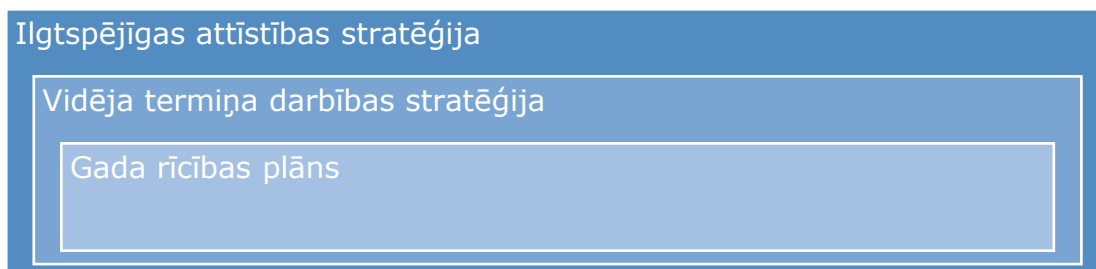 Ilgtspējīgas attīstības stratēģija
Vidēja termiņa darbības stratēģija
Gada rīcības plāns